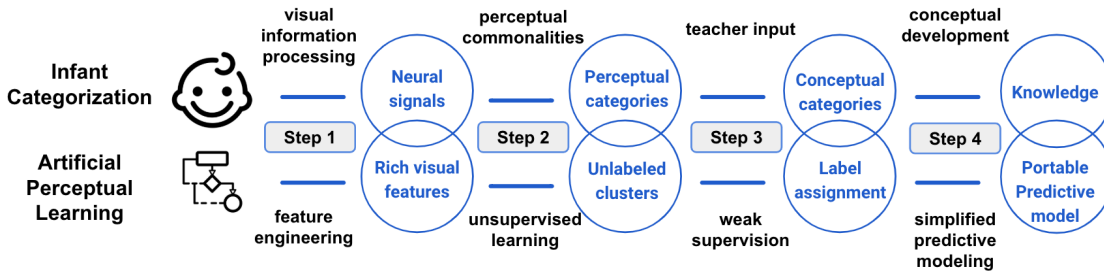 visual
information
processing
perceptual
commonalities
teacher input
conceptual
development
Infant
Categorization
Neural
signals
Perceptual
categories
Conceptual
categories
Knowledge
Step 1
Step 2
Step 3
Step 4
Artificial
Perceptual
Learning
Rich visual
features
Unlabeled
clusters
Label
assignment
Portable
Predictive
model
feature
engineering
unsupervised
learning
weak
supervision
simplified
predictive
modeling